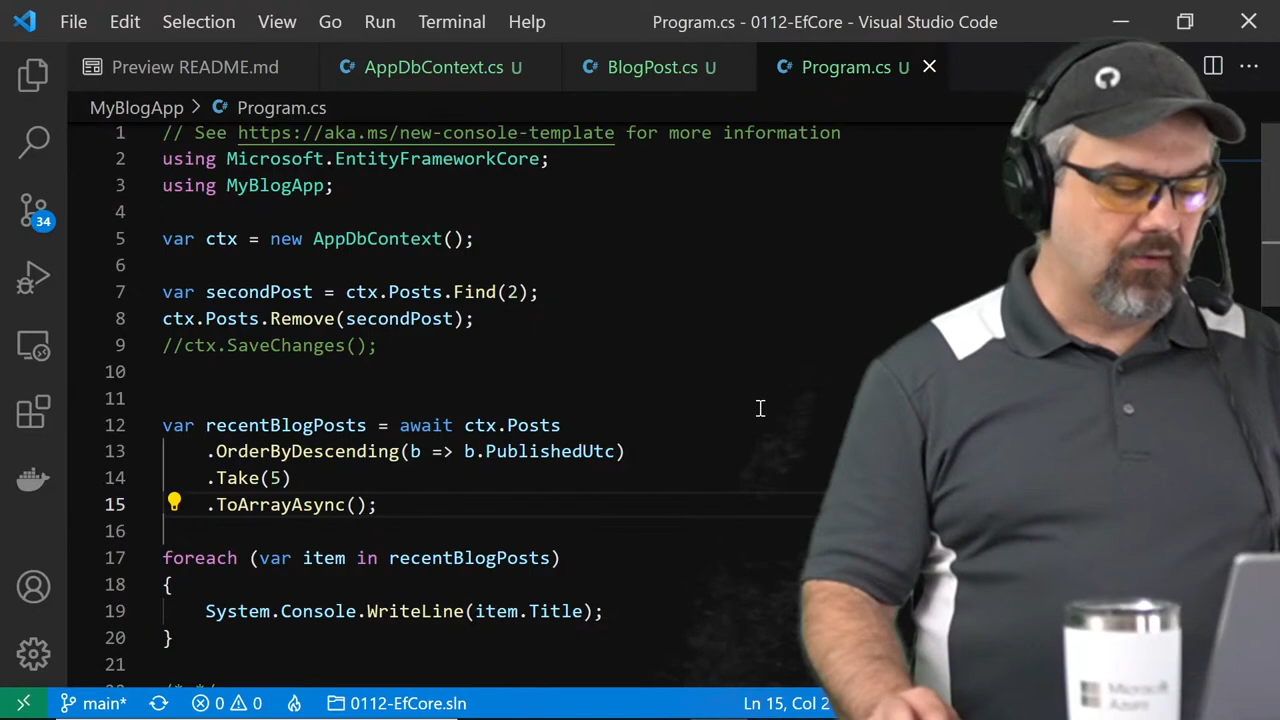 File Edit Selection View Go Run Terminal Help Program.cs - 0112-EfCore - Visual Studio Code
Preview README.md AppDbContext.cs U BlogPost.cs U Program.cs U
MyBlogApp > Program.cs
1 // See https://aka.ms/new-console-template for more information
2 using Microsoft.EntityFrameworkCore;
3 using MyBlogApp;
4
5 var ctx = new AppDbContext();
6
7 var secondPost = ctx.Posts.Find(2);
8 ctx.Posts.Remove(secondPost);
9 //ctx.SaveChanges();
10
11
12 var recentBlogPosts = await ctx.Posts
13 .OrderByDescending(b => b.PublishedUtc)
14 .Take(5)
15 .ToArrayAsync();
16
17 foreach (var item in recentBlogPosts)
18 {
19 System.Console.WriteLine(item.Title);
20 }
21
34
main* 0 0 0112-EfCore.sln Ln 15, Col 2
Microsoft
Azure